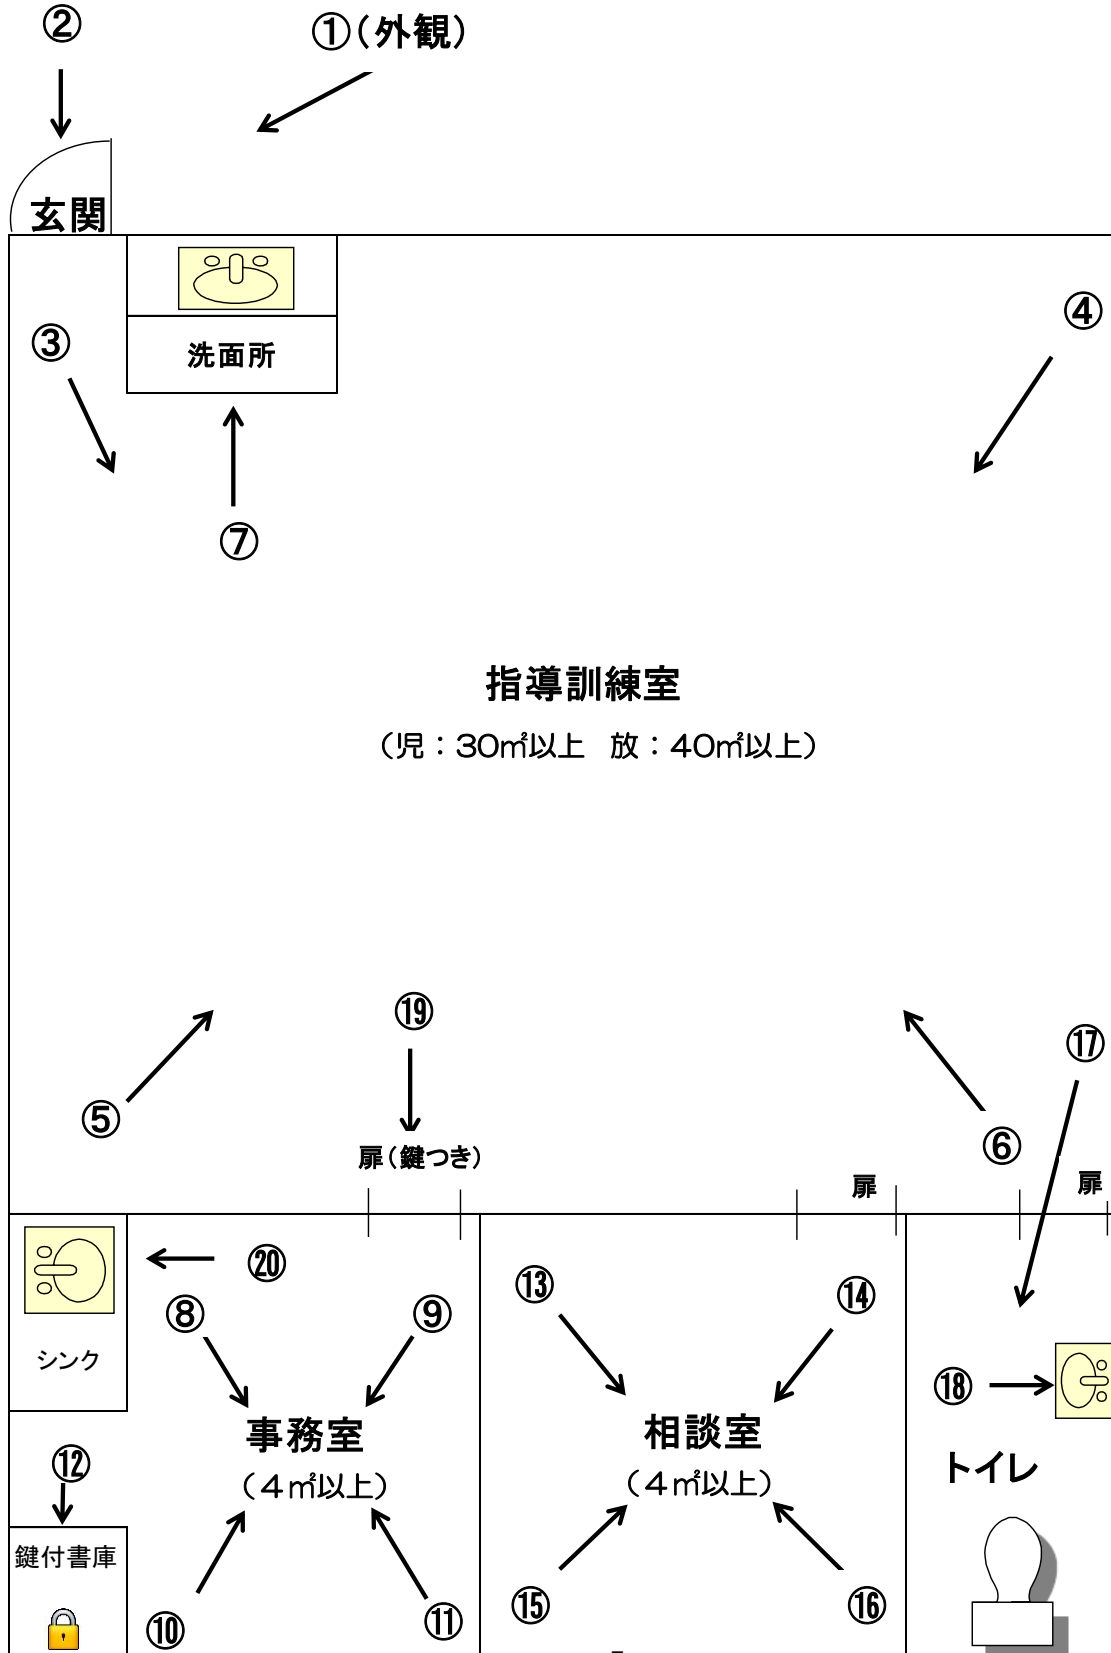 ②
①(外観)
玄関
洗面所
③
④
⑦
指導訓練室
（児：30㎡以上　放：40㎡以上）
⑲
⑰
⑤
⑥
扉(鍵つき)
扉
扉
⑳
⑬
⑭
⑧
⑨
シンク
⑱
事務室
（４㎡以上）
相談室
（４㎡以上）
トイレ
⑫
鍵付書庫
⑩
⑪
⑮
⑯